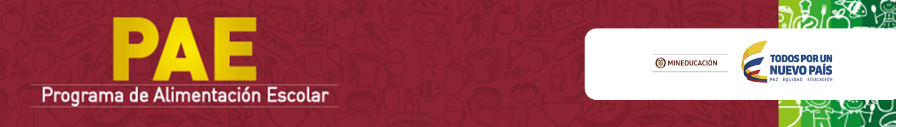 PAE
Programa de Alimentación Escolar
MINEDUCACIÓN
TODOS POR UN
NUEVO PAÍS
PAZ EQUIDAD EDUCACIÓN